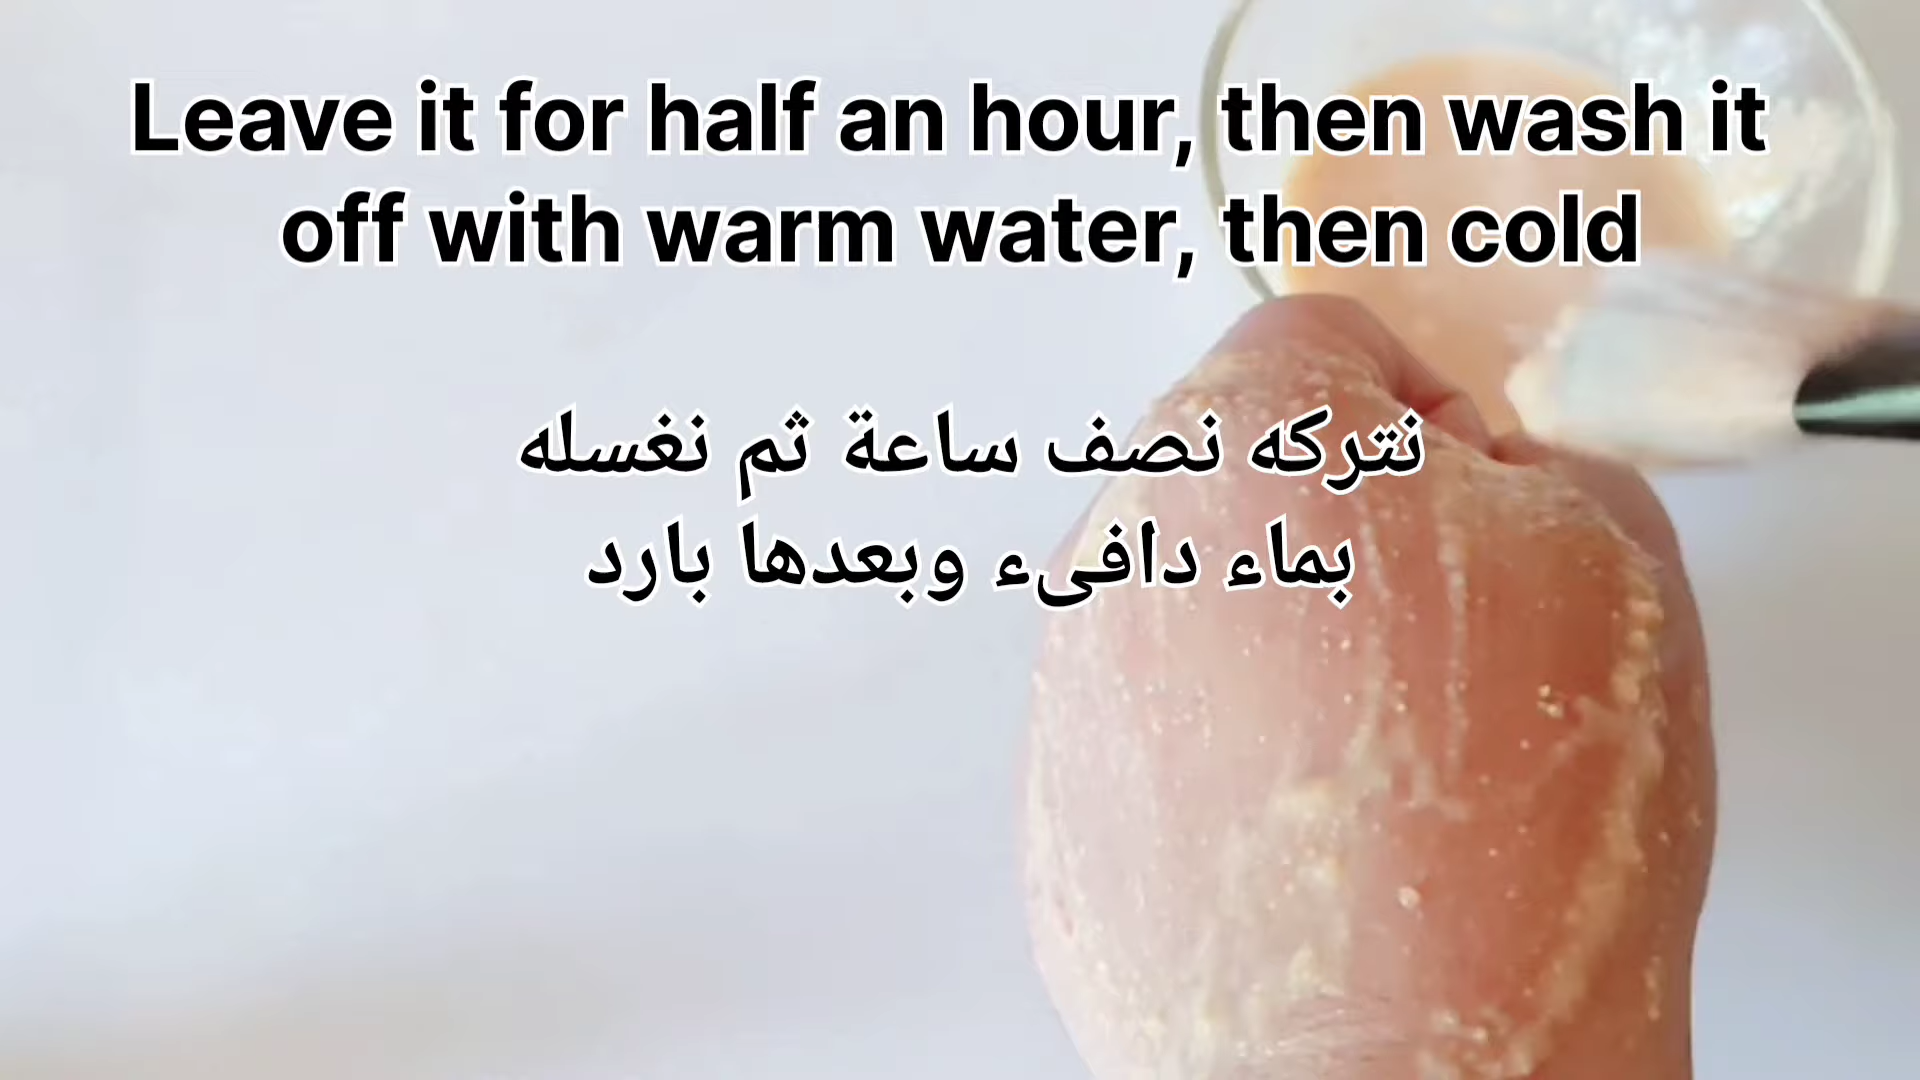 Leave it for half an hour, then wash it
off with warm water, then cold
نتركه نصف ساعة ثم نغسله
بماء دافىء وبعدها بارد